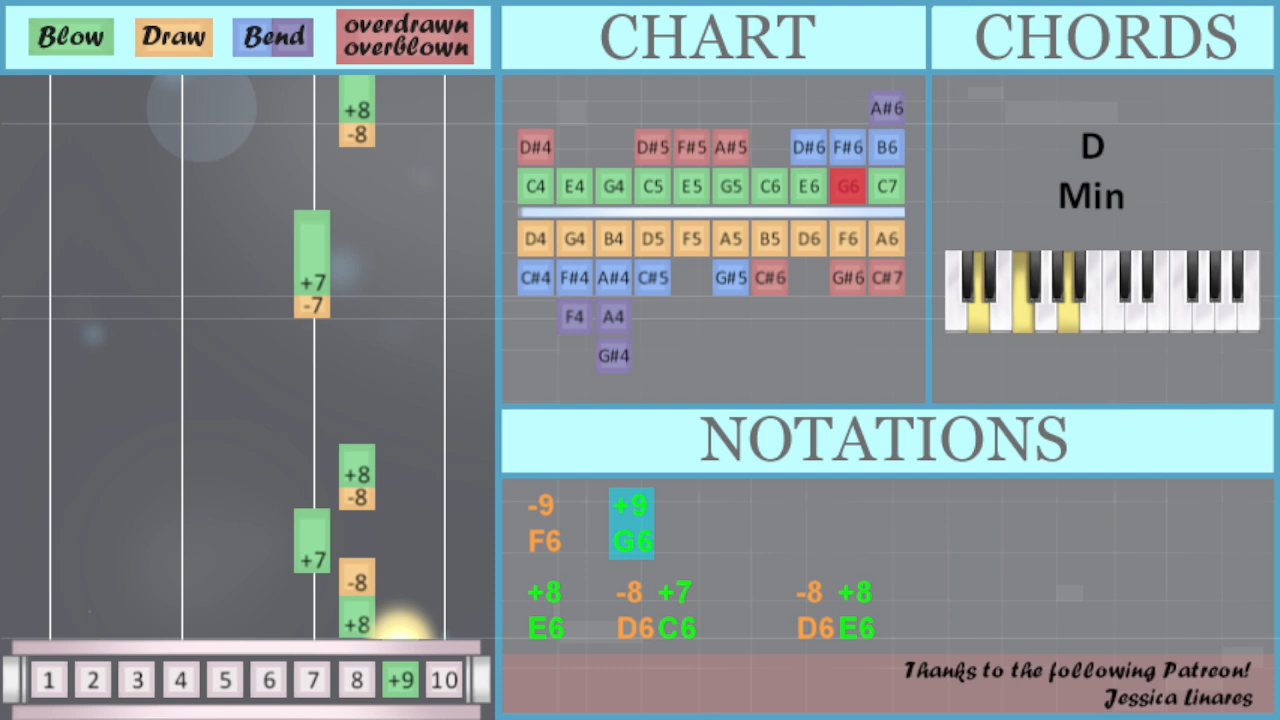 Blow Draw Bend overdrawn
overblown
CHART
CHORDS
+8
-8
+7
-7
+8
-8
+7
-8
+8
1 2 3 4 5 6 7 8 +9 10
A#6
D#4 D#5 F#5 A#5 D#6 F#6 B6
C4 E4 G4 C5 E5 G5 C6 E6 G6 C7
D4 G4 B4 D5 F5 A5 B5 D6 F6 A6
C#4 F#4 A#4 C#5 G#5 C#6 G#6 C#7
F4 A4
G#4
D
Min
NOTATIONS
-9 +9
F6 G6
+8 -8 +7 -8 +8
E6 D6 C6 D6 E6
Thanks to the following Patreon!
Jessica Linares